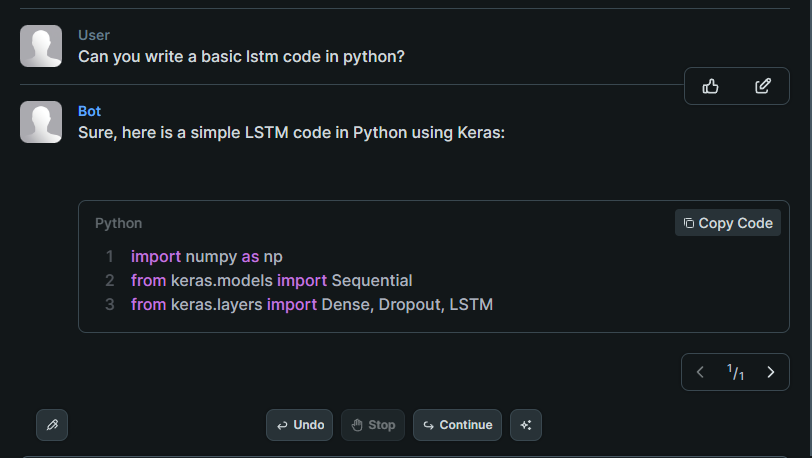 User
Can you write a basic lstm code in python?
Bot
Sure, here is a simple LSTM code in Python using Keras:
Python
Copy Code
1 import numpy as np
2 from keras.models import Sequential
3 from keras.layers import Dense, Dropout, LSTM
1/1
Undo
Stop
Continue